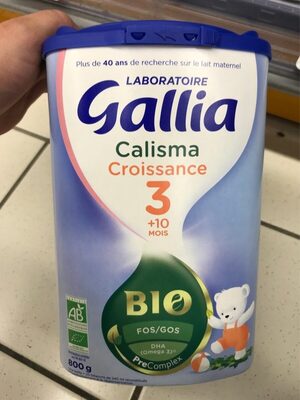 Plus de 40 ans de recherche sur le lait maternel
LABORATOIRE
Gallia
Calisma
Croissance
3
+10
MOIS
BIO
FOS/GOS
DHA
(Omega 3)
PreComplex
AB
800 g